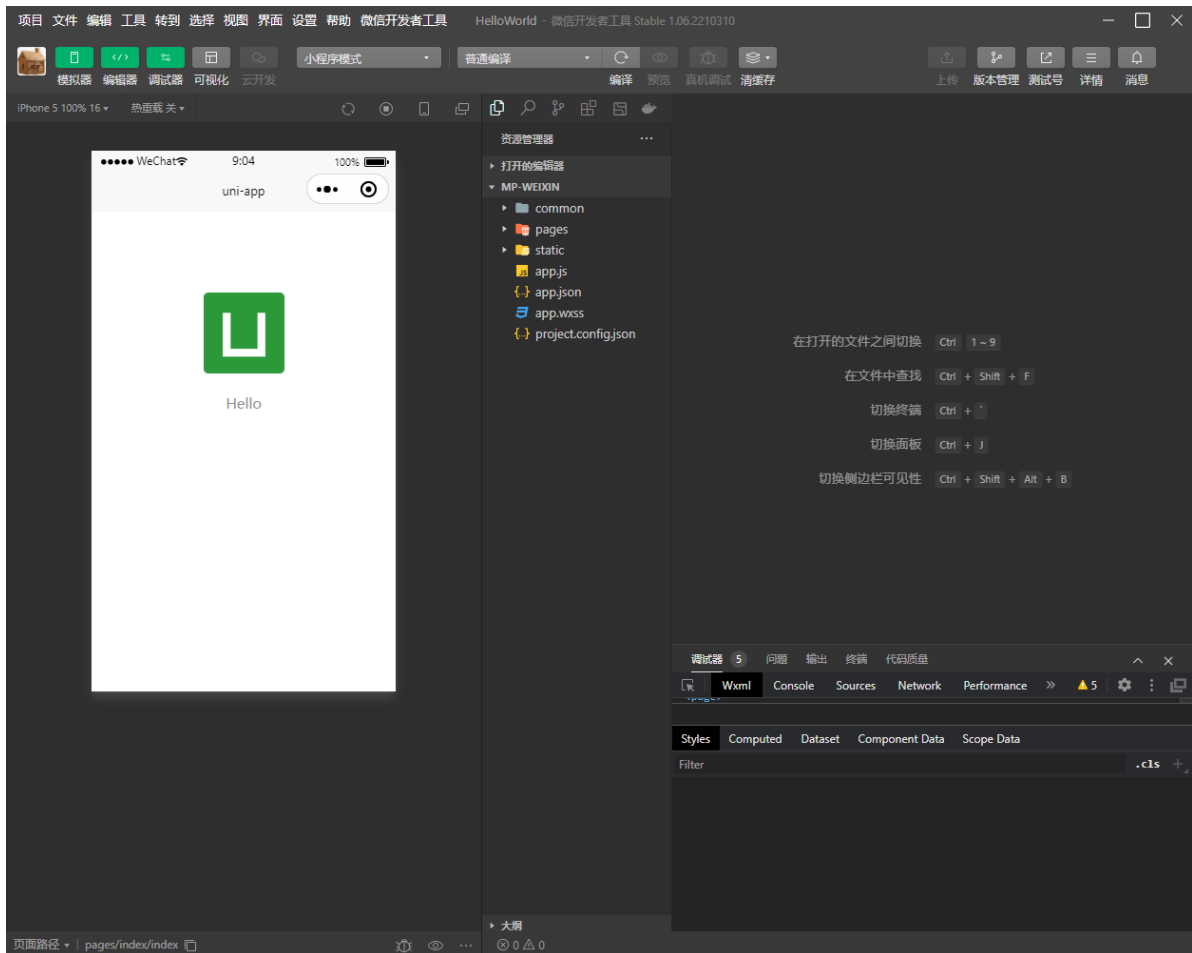 项目 文件 编辑 工具 转到 选择 视图 界面 设置 帮助 微信开发者工具 HelloWorld - 微信开发者工具 Stable 1.06.2210310
小程序模式 普通编译
模拟器 编辑器 调试器 可视化 云开发 编译 预览 真机调试 清缓存 上传 版本管理 测试号 详情 消息
iPhone 5 100% 16 热重载 关
资源管理器
打开的编辑器
MP-WEIXIN
common
pages
static
app.js
app.json
app.wxss
project.config.json
大纲
WeChat 9:04 100%
uni-app
Hello
在打开的文件之间切换 Ctrl 1 ~ 9
在文件中查找 Ctrl + Shift + F
切换终端 Ctrl + `
切换面板 Ctrl + J
切换侧边栏可见性 Ctrl + Shift + Alt + B
调试器 5 问题 输出 终端 代码质量
Wxml Console Sources Network Performance 5
Styles Computed Dataset Component Data Scope Data
Filter .cls
页面路径 pages/index/index 0 0